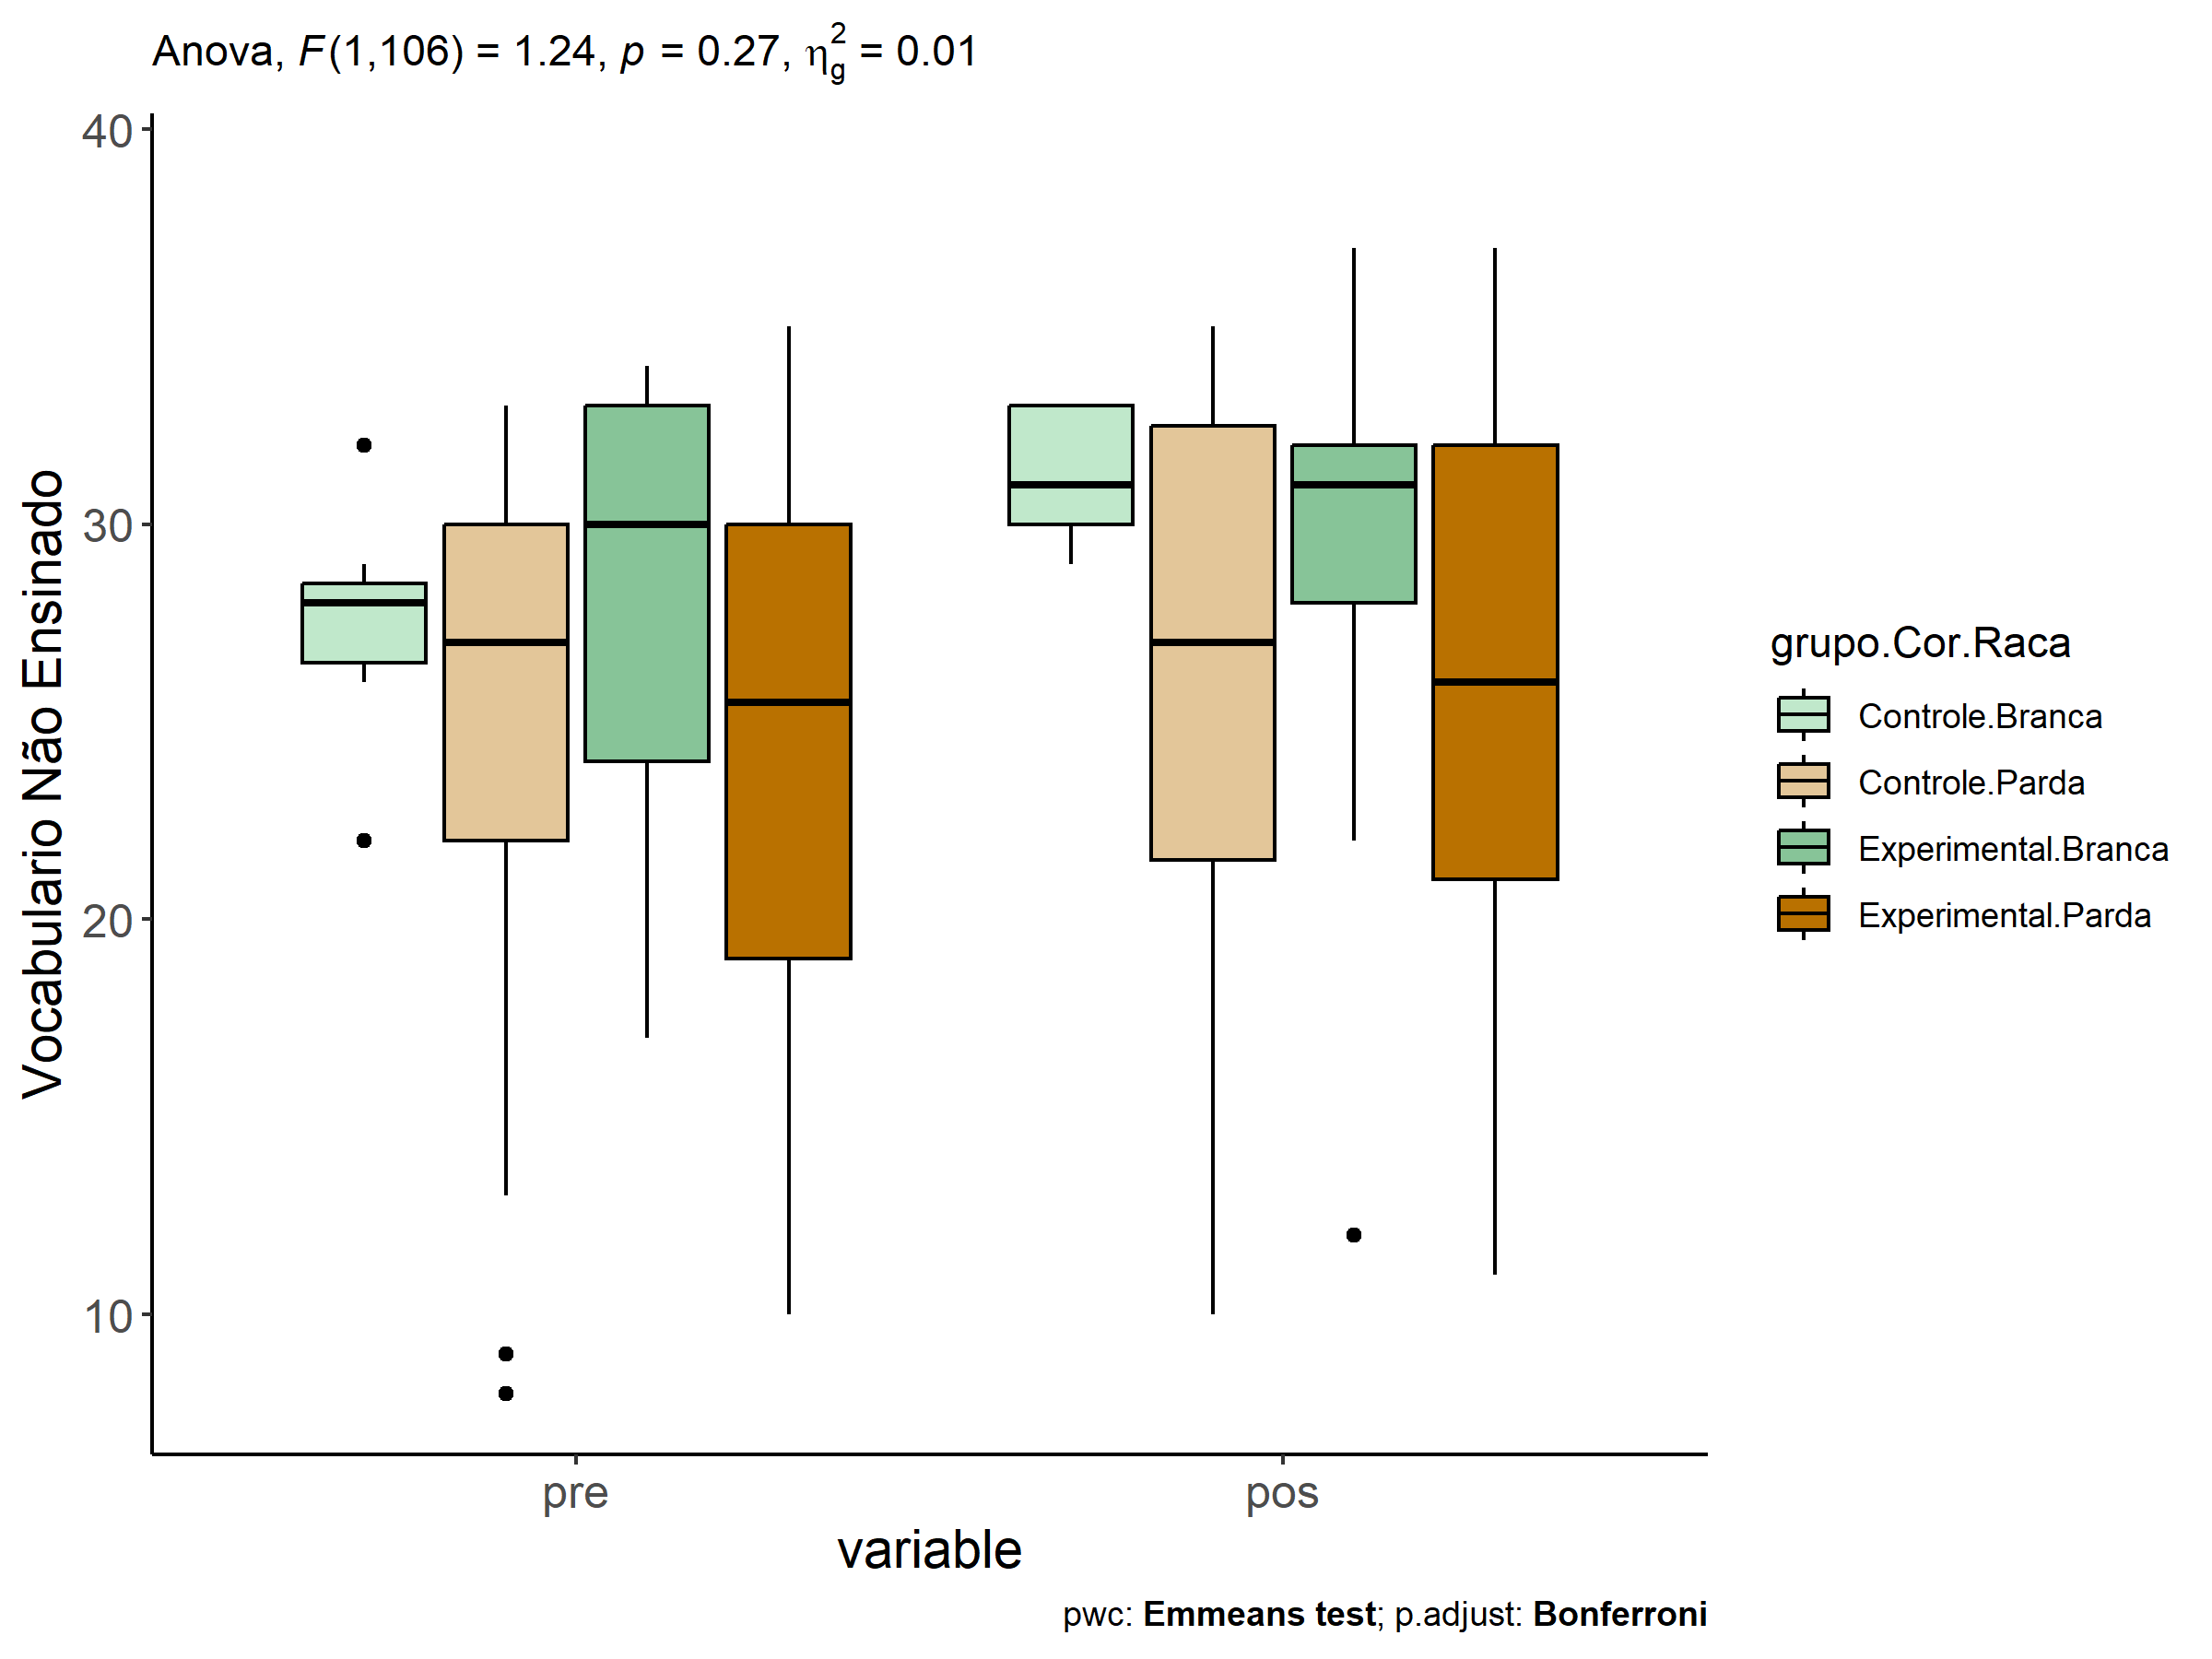 Anova, F(1,106) = 1.24, p = 0.27, η²g = 0.01
Vocabulario Não Ensinado
40
30
20
10
pre
pos
variable
grupo.Cor.Raca
Controle.Branca
Controle.Parda
Experimental.Branca
Experimental.Parda
pwc: Emmeans test; p.adjust: Bonferroni